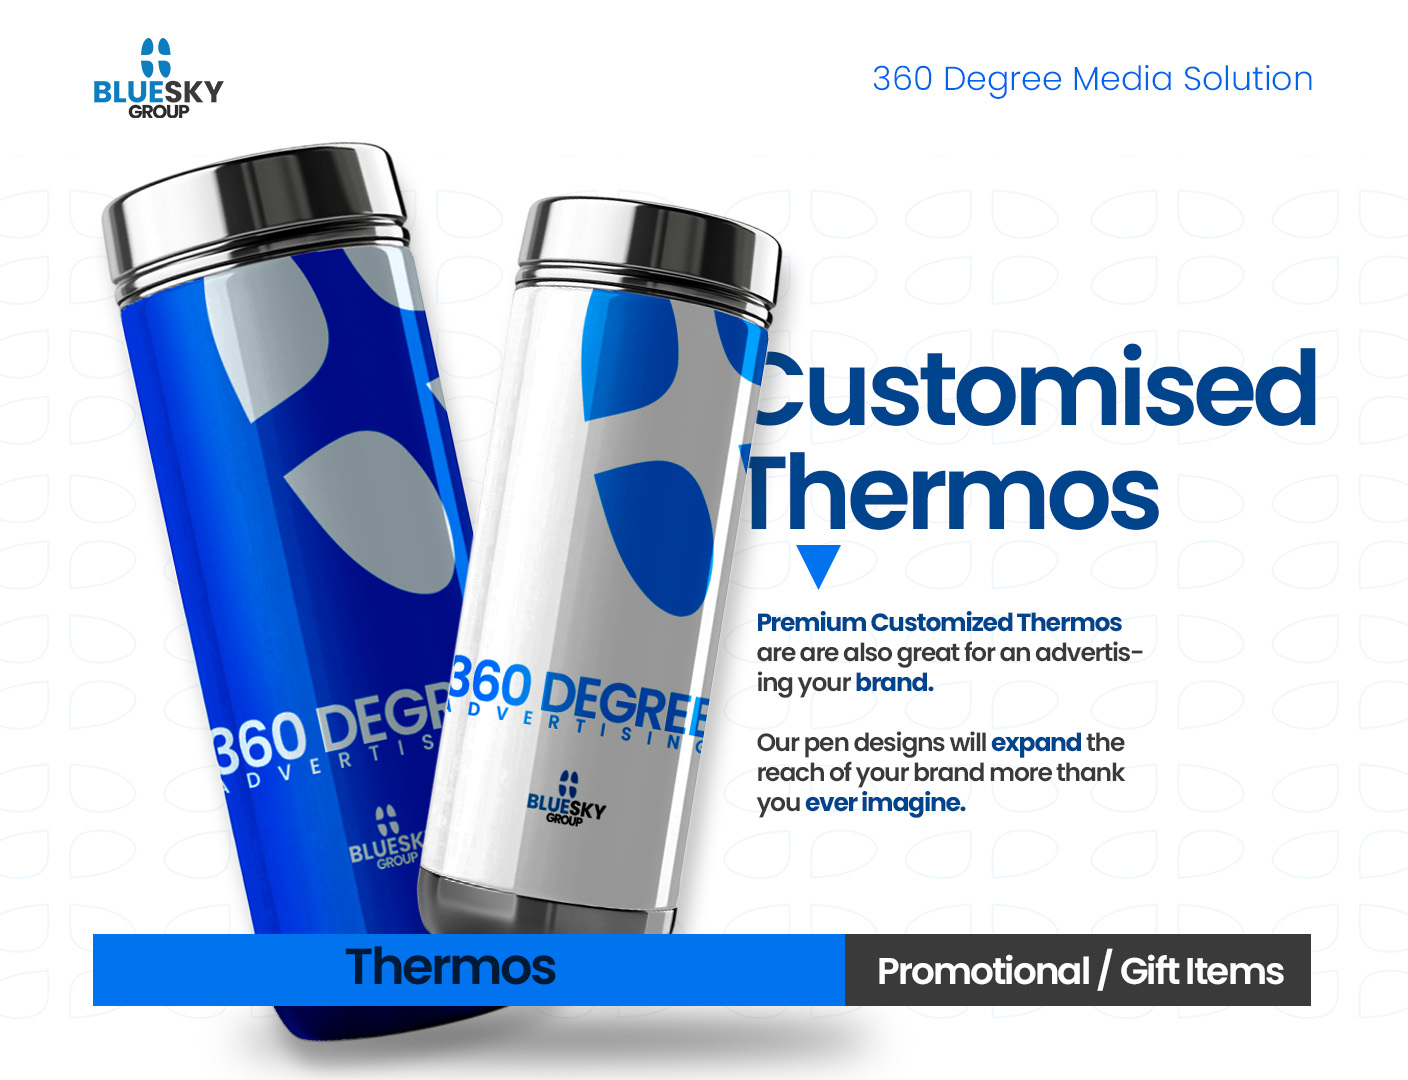 BLUESKY
GROUP
360 Degree Media Solution
Customised
Thermos
Premium Customized Thermos
are are also great for an advertis-
ing your brand.
Our pen designs will expand the
reach of your brand more thank
you ever imagine.
360 DEGR
ADVERTIS
BLUESKY
GROUP
360 DEGREE
ADVERTISING
BLUESKY
GROUP
Thermos
Promotional / Gift Items